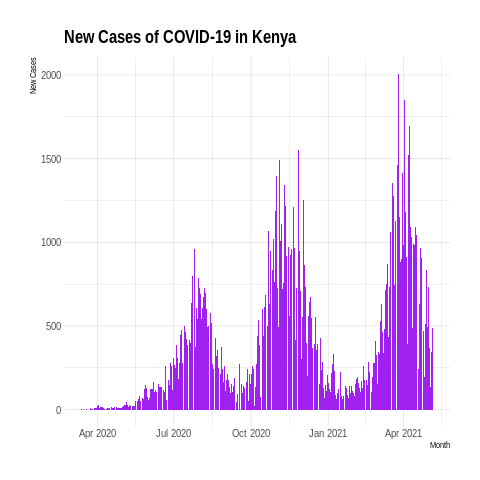 New Cases of COVID-19 in Kenya
New Cases
2000
1500
1000
500
0
Apr 2020 Jul 2020 Oct 2020 Jan 2021 Apr 2021
Month